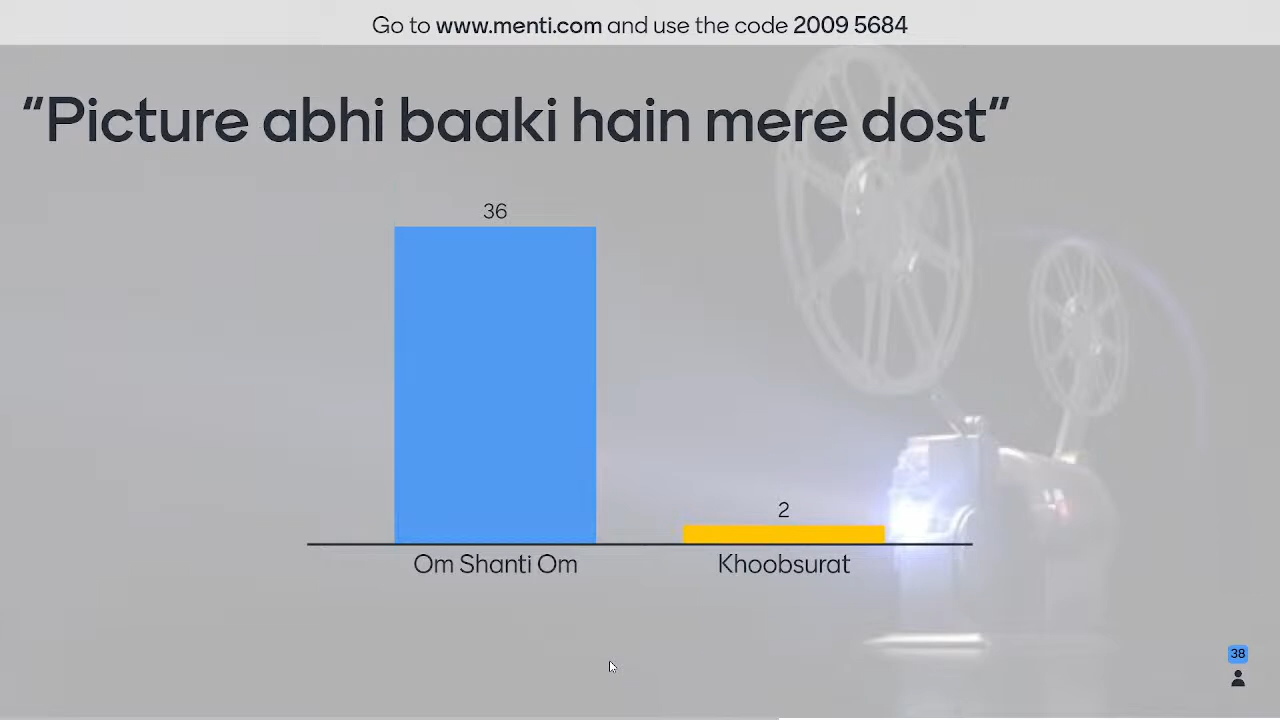 Go to www.menti.com and use the code 2009 5684
“Picture abhi baaki hain mere dost”
36
2
Om Shanti Om
Khoobsurat
38